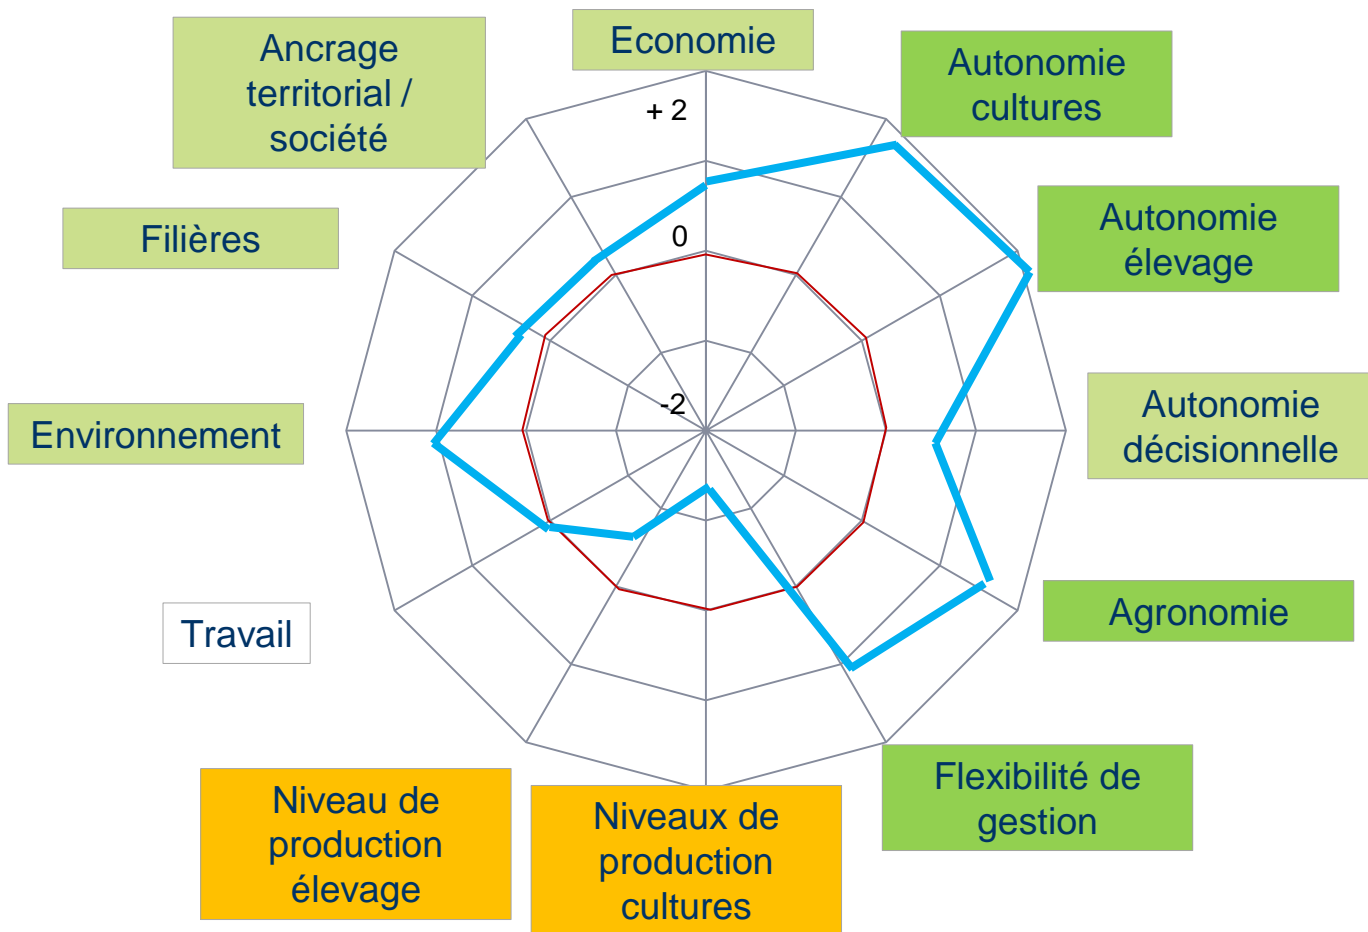 Economie
Ancrage
territorial /
société
Autonomie
cultures
+ 2
Autonomie
élevage
Filières
0
Autonomie
décisionnelle
-2
Environnement
Agronomie
Travail
Flexibilité de
gestion
Niveau de
production
élevage
Niveaux de
production
cultures